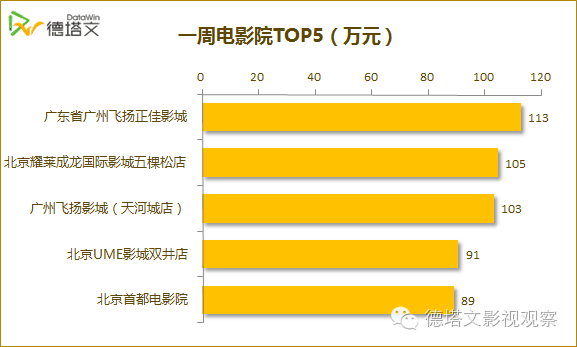 DataWin
德塔文
一周电影院TOP5（万元）
0 20 40 60 80 100 120
广东省广州飞扬正佳影城 113
北京耀莱成龙国际影城五棵松店 105
广州飞扬影城（天河城店） 103
北京UME影城双井店 91
北京首都电影院 89
德塔文影视观察